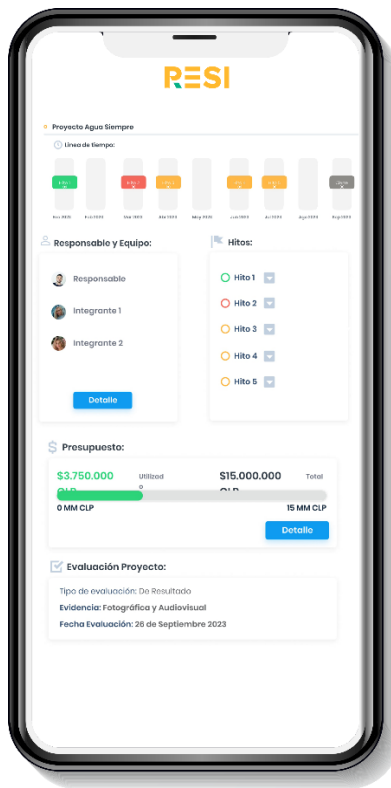 RESI
Proyecto Agua Siempre
Línea de tiempo:
Responsable y Equipo:
Hitos:
Responsable
Integrante 1
Integrante 2
Detalle
Hito 1
Hito 2
Hito 3
Hito 4
Hito 5
Presupuesto:
$3.750.000
Utilizad
o
$15.000.000
Total
0 MM CLP
15 MM CLP
Detalle
Evaluación Proyecto:
Tipo de evaluación: De Resultado
Evidencia: Fotográfica y Audiovisual
Fecha Evaluación: 26 de Septiembre 2023